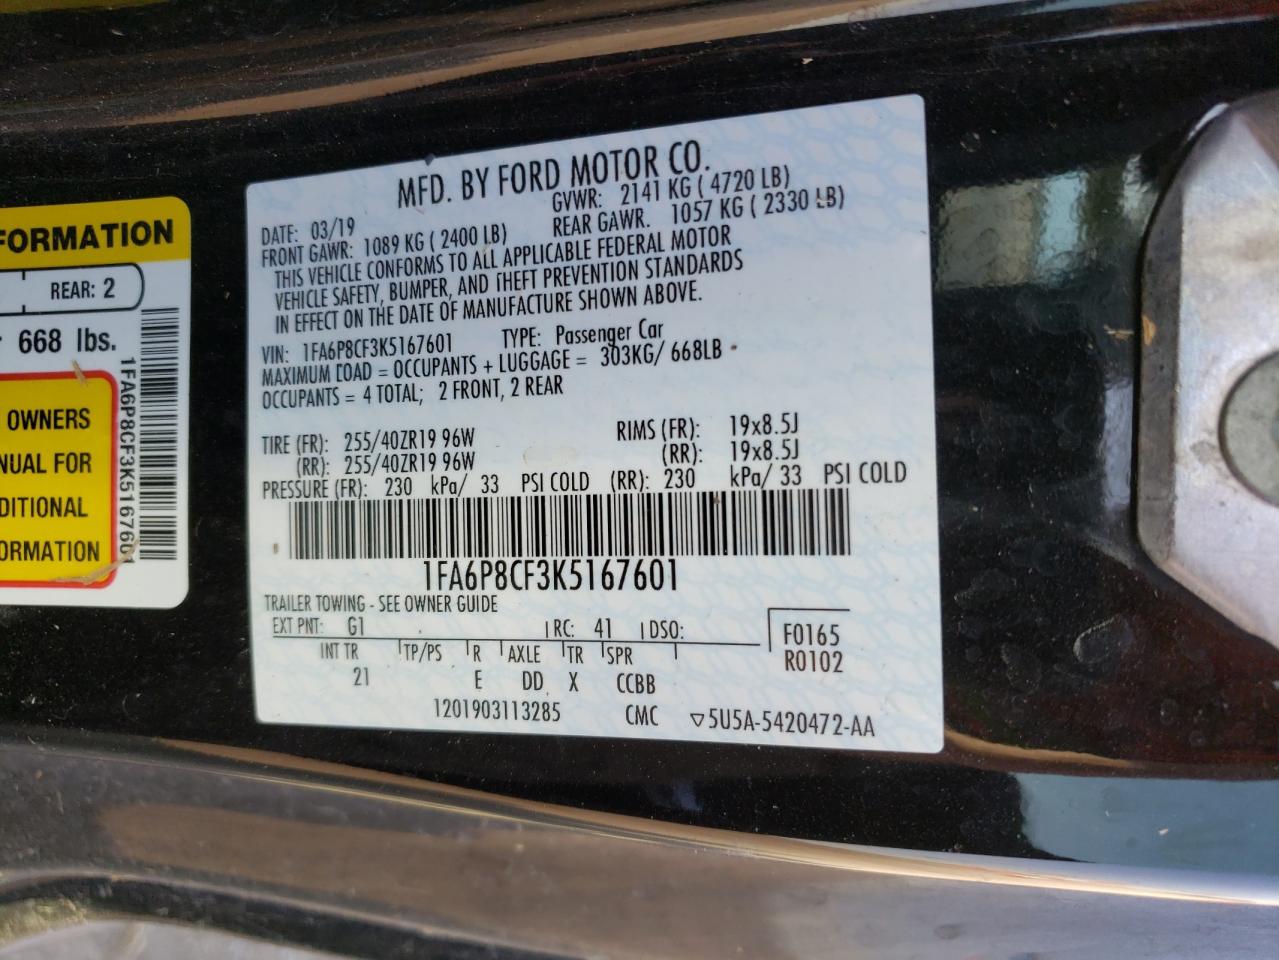 FORMATION
REAR: 2
668 lbs.
OWNERS
NUAL FOR
DITIONAL
ORMATION
1FA6P8CF3K5167601
MFD. BY FORD MOTOR CO.
DATE: 03/19 GVWR: 2141 KG ( 4720 LB)
FRONT GAWR: 1089 KG ( 2400 LB) REAR GAWR. 1057 KG ( 2330 LB)
THIS VEHICLE CONFORMS TO ALL APPLICABLE FEDERAL MOTOR
VEHICLE SAFETY, BUMPER, AND THEFT PREVENTION STANDARDS
IN EFFECT ON THE DATE OF MANUFACTURE SHOWN ABOVE.
VIN: 1FA6P8CF3K5167601 TYPE: Passenger Car
MAXIMUM LOAD = OCCUPANTS + LUGGAGE = 303KG/ 668LB
OCCUPANTS = 4 TOTAL; 2 FRONT, 2 REAR
TIRE (FR): 255/40ZR19 96W RIMS (FR): 19x8.5J
(RR): 255/40ZR19 96W (RR): 19x8.5J
PRESSURE (FR): 230 kPa/ 33 PSI COLD (RR): 230 kPa/ 33 PSI COLD
1FA6P8CF3K5167601
TRAILER TOWING - SEE OWNER GUIDE
EXT PNT: G1 RC: 41 DSO: F0165
INT TR TP/PS R AXLE TR SPR R0102
21 E DD X CCBB
1201903113285 CMC ▽5U5A-5420472-AA